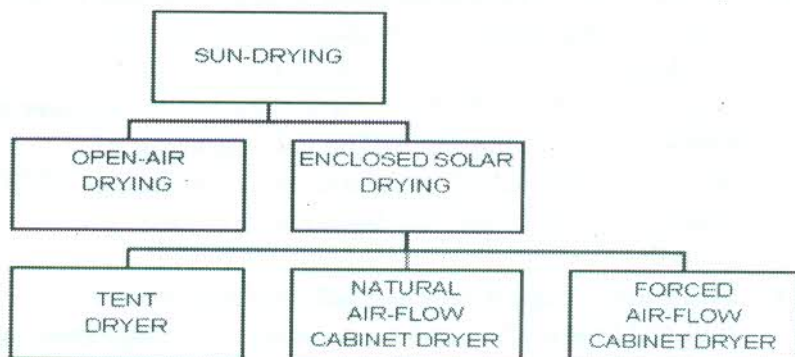 SUN-DRYING
OPEN-AIR
DRYING
ENCLOSED SOLAR
DRYING
TENT
DRYER
NATURAL
AIR-FLOW
CABINET DRYER
FORCED
AIR-FLOW
CABINET DRYER